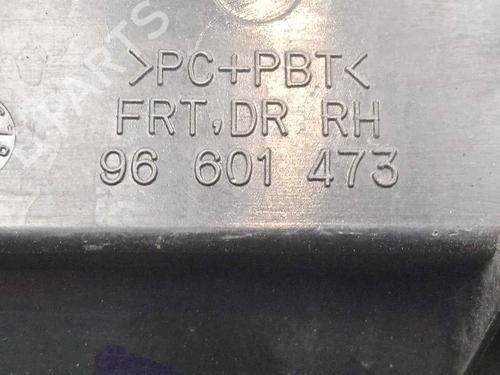 >PC+PBT<
FRT,DR RH
96 601 473